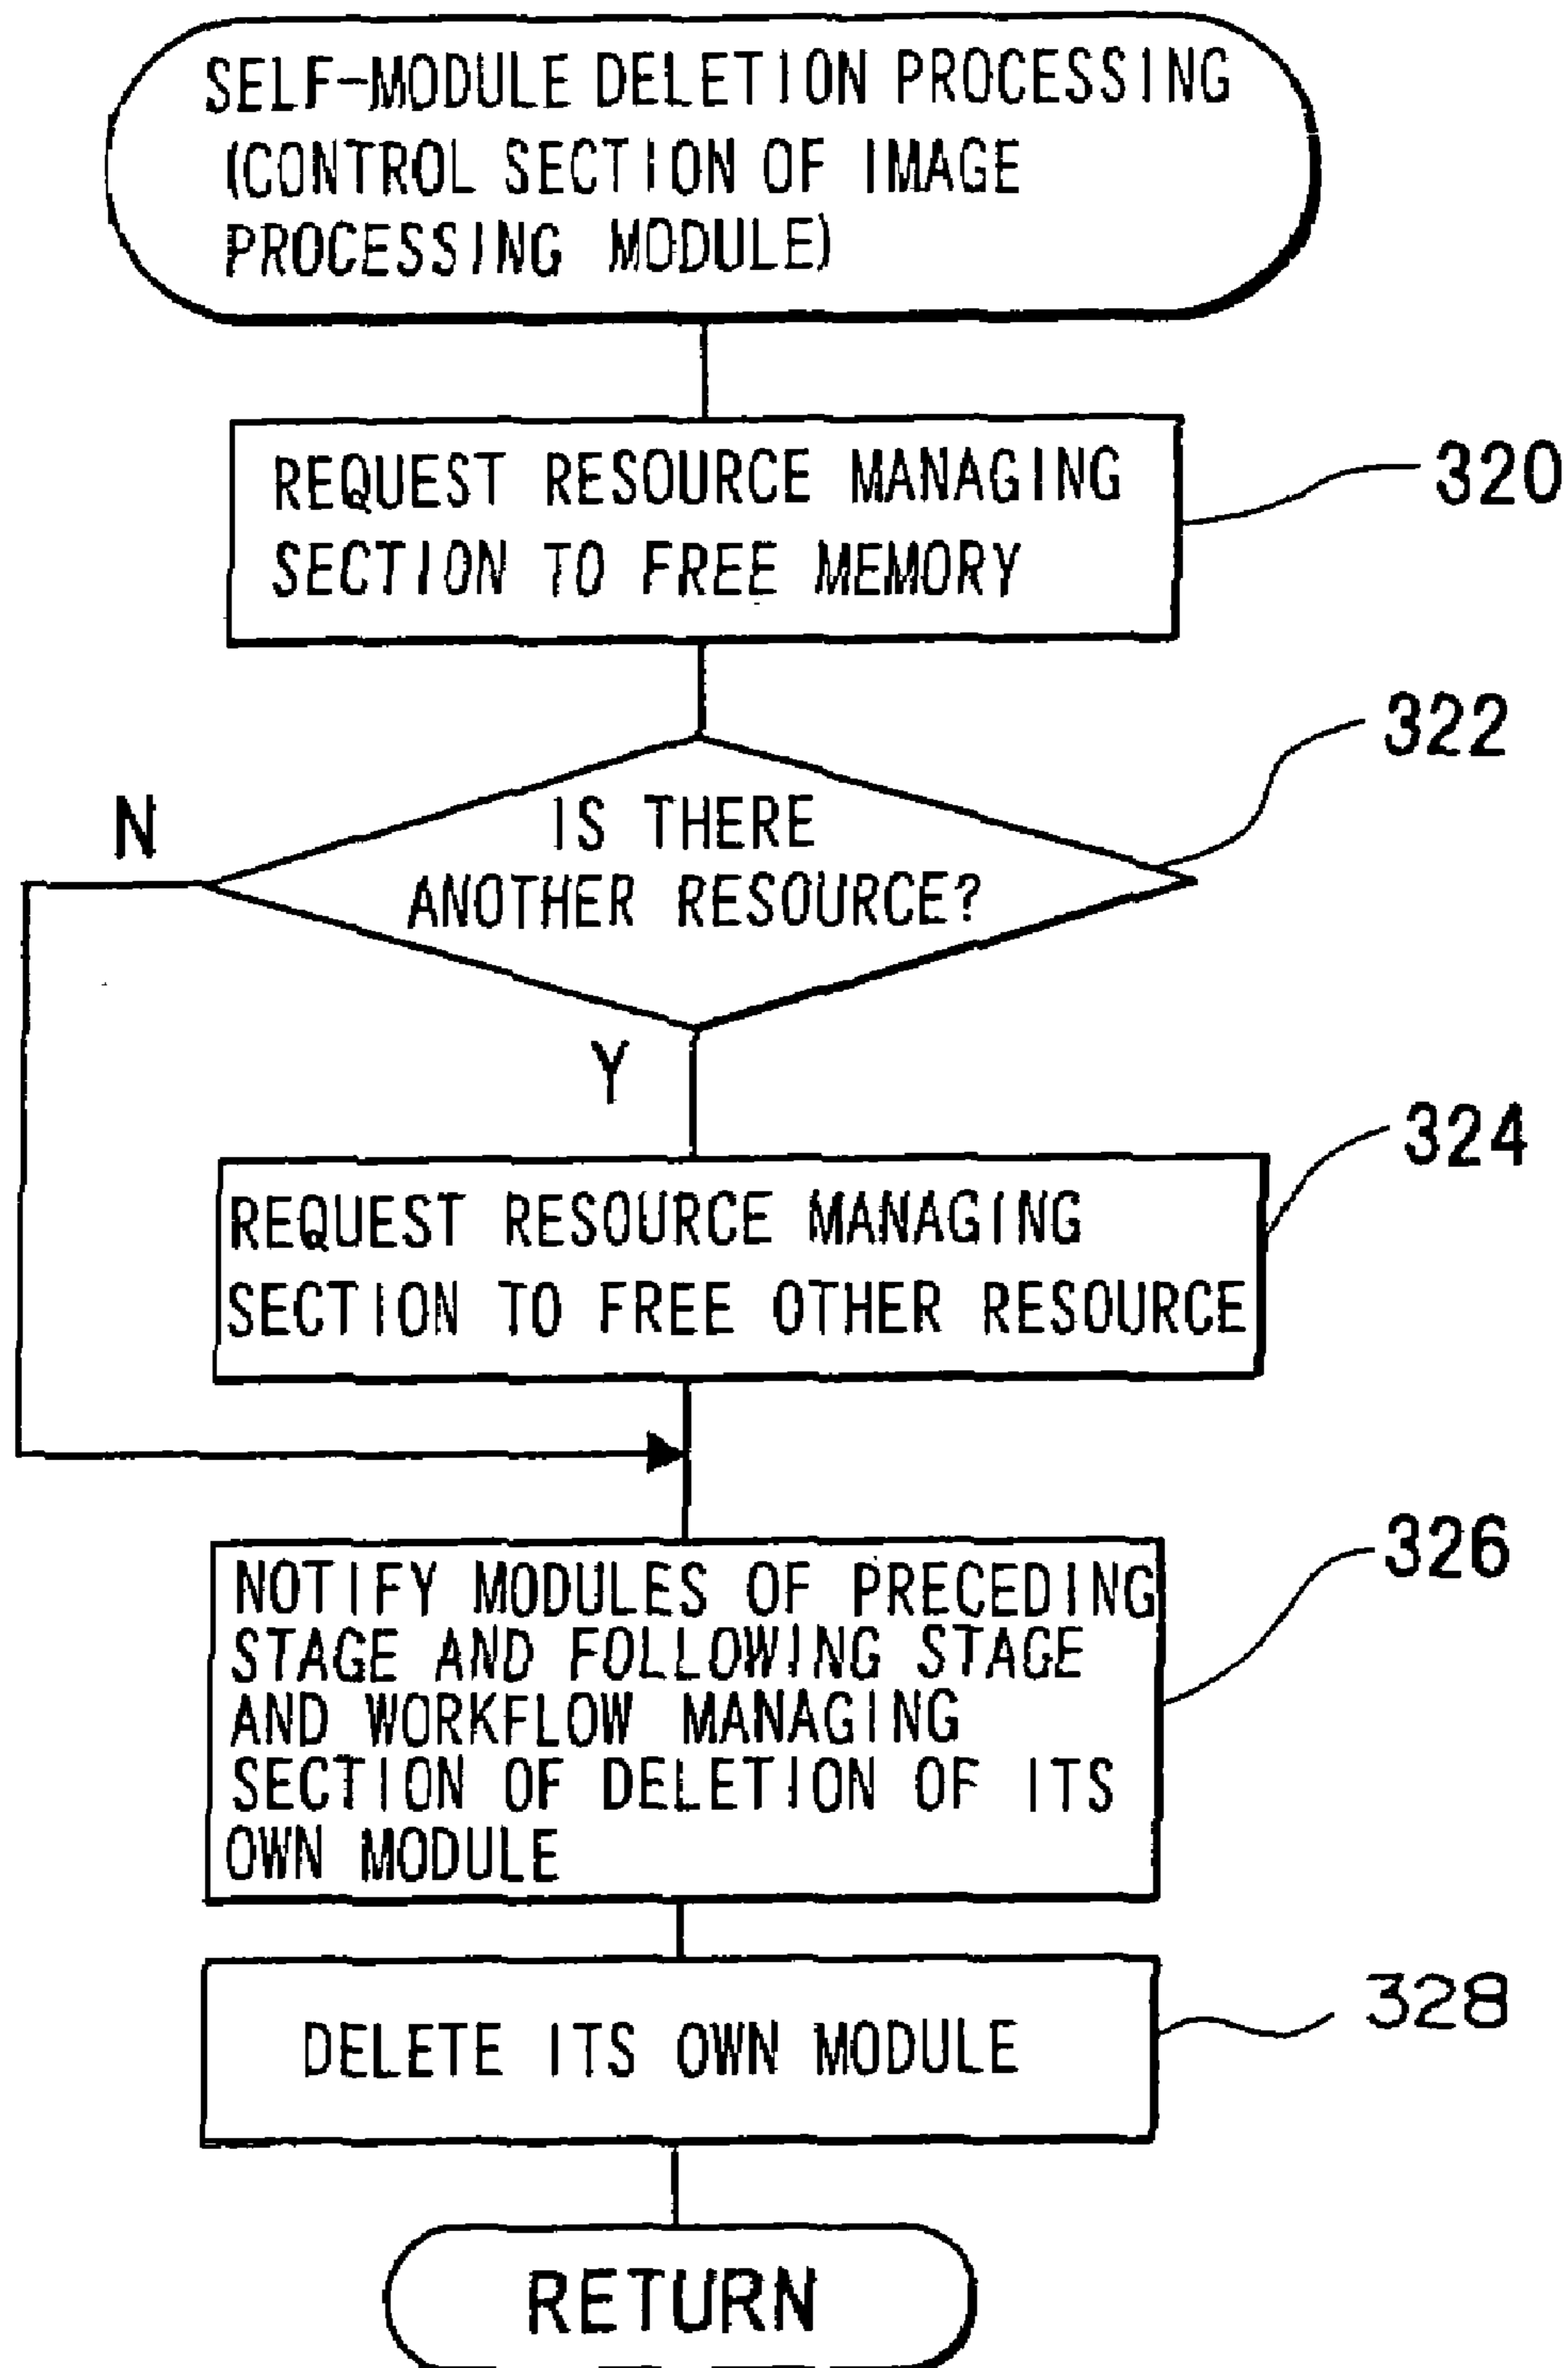 SELF-MODULE DELETION PROCESSING
(CONTROL SECTION OF IMAGE
PROCESSING MODULE)
REQUEST RESOURCE MANAGING
SECTION TO FREE MEMORY
320
322
N
IS THERE
ANOTHER RESOURCE?
Y
324
REQUEST RESOURCE MANAGING
SECTION TO FREE OTHER RESOURCE
326
NOTIFY MODULES OF PRECEDING
STAGE AND FOLLOWING STAGE
AND WORKFLOW MANAGING
SECTION OF DELETION OF ITS
OWN MODULE
328
DELETE ITS OWN MODULE
RETURN